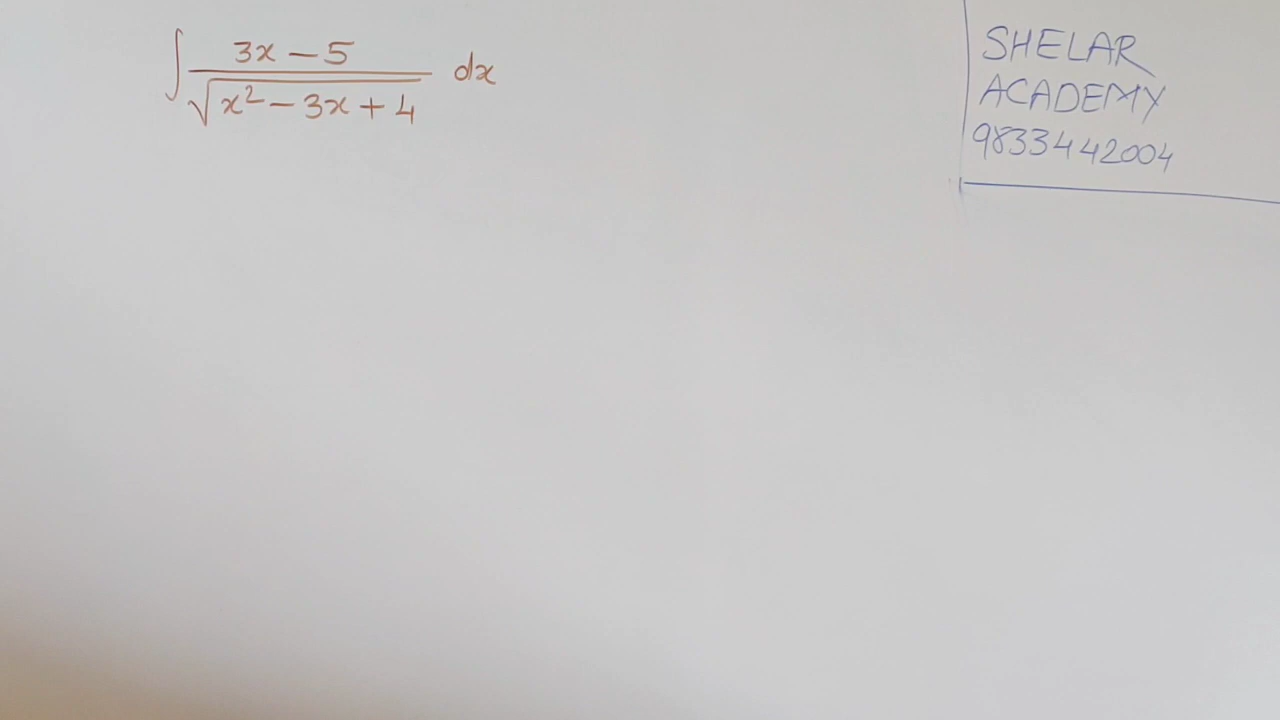 ∫ (3x − 5) / √(x² − 3x + 4) dx
SHELAR
ACADEMY
9833442004